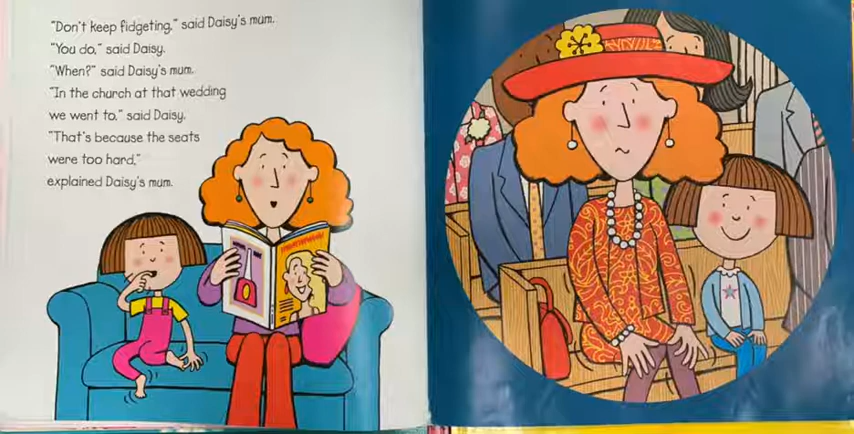 "Don't keep fidgeting," said Daisy's mum.
"You do," said Daisy.
"When?" said Daisy's mum.
"In the church at that wedding
we went to," said Daisy.
"That's because the seats
were too hard,"
explained Daisy's mum.